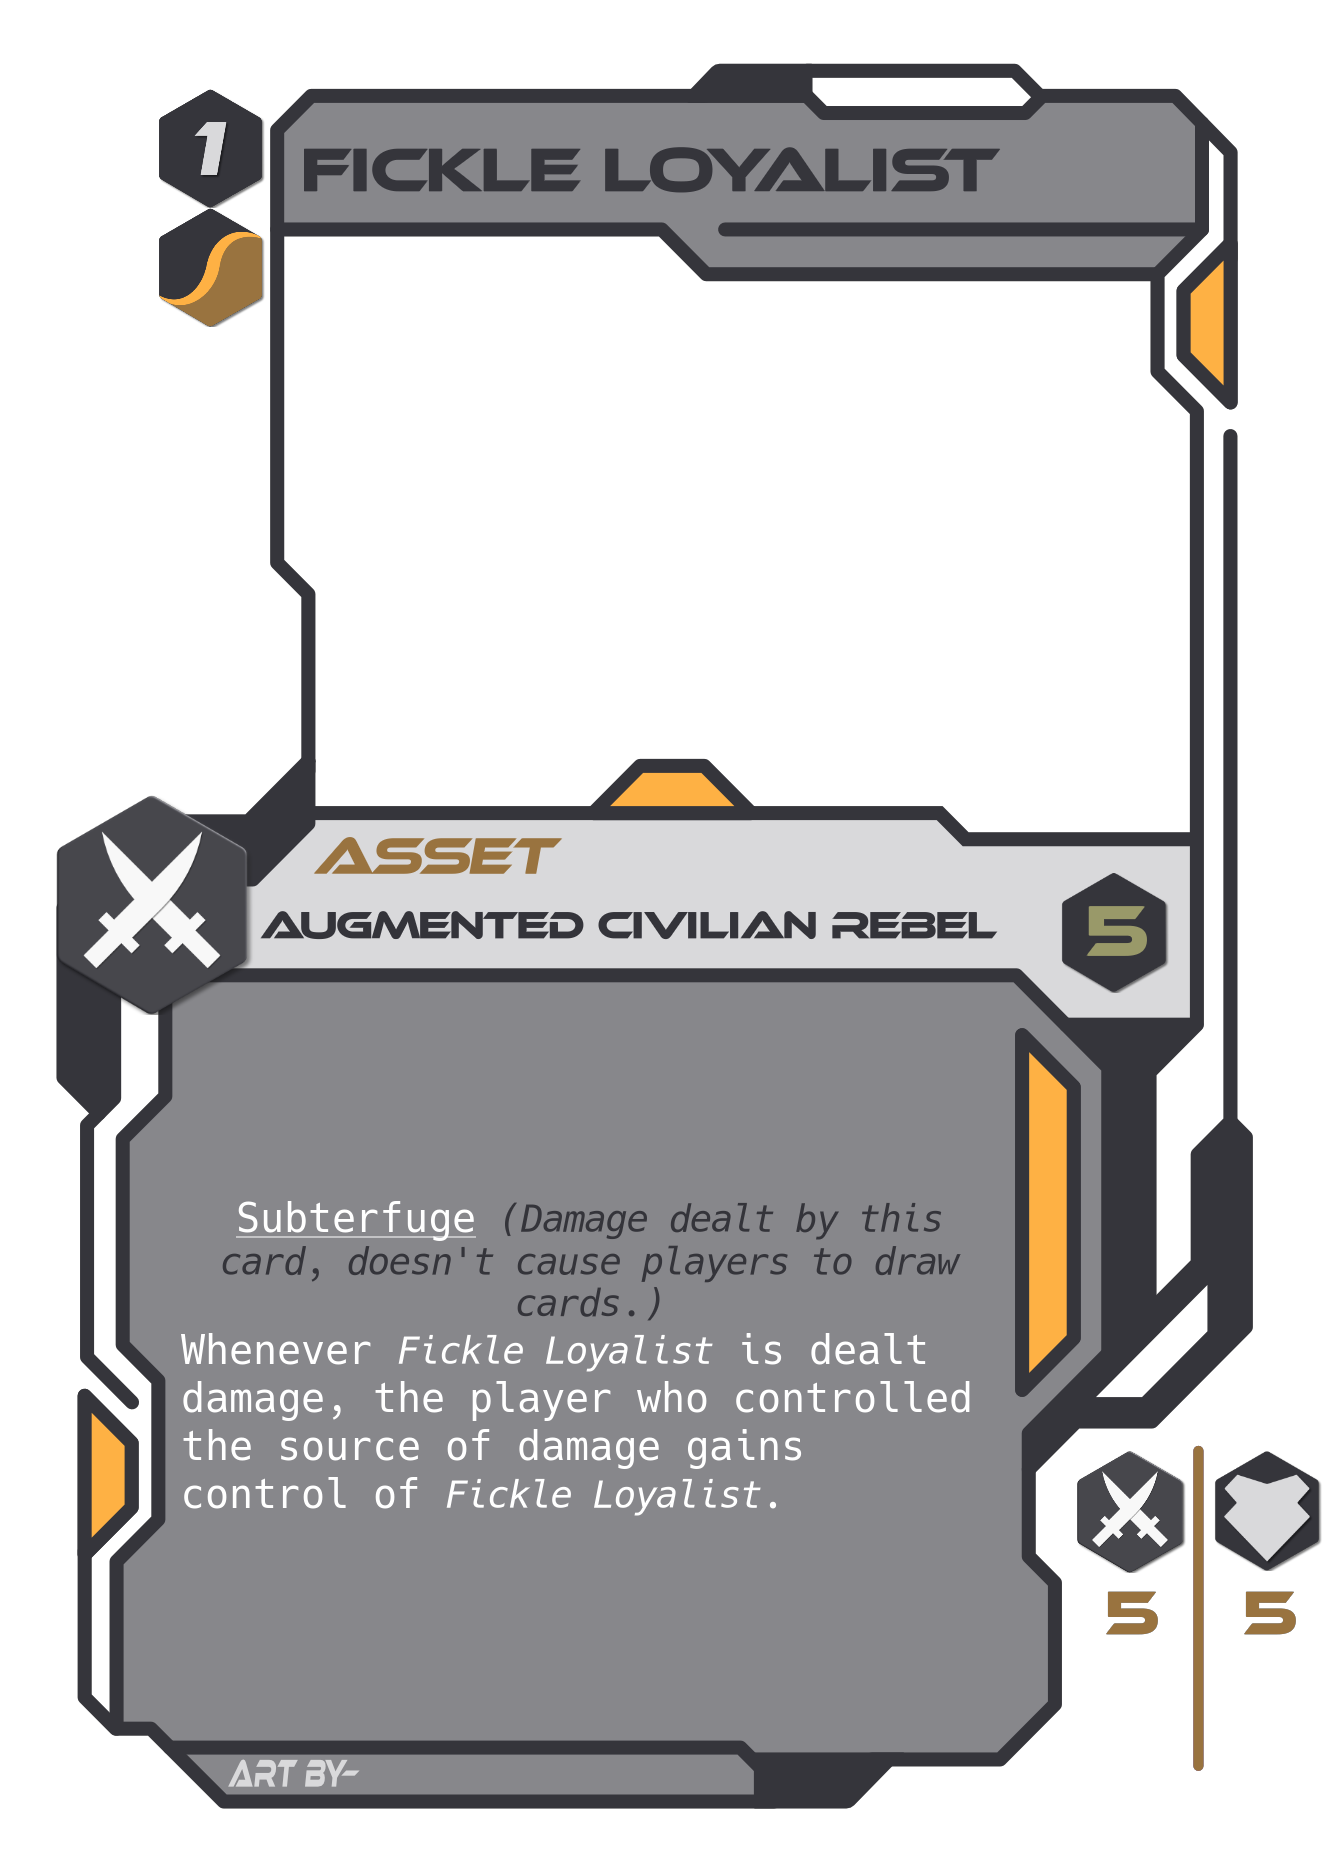 1
FICKLE LOYALIST
ASSET
AUGMENTED CIVILIAN REBEL
5
Subterfuge (Damage dealt by this
card, doesn't cause players to draw
cards.)
Whenever Fickle Loyalist is dealt
damage, the player who controlled
the source of damage gains
control of Fickle Loyalist.
5 5
ART BY-